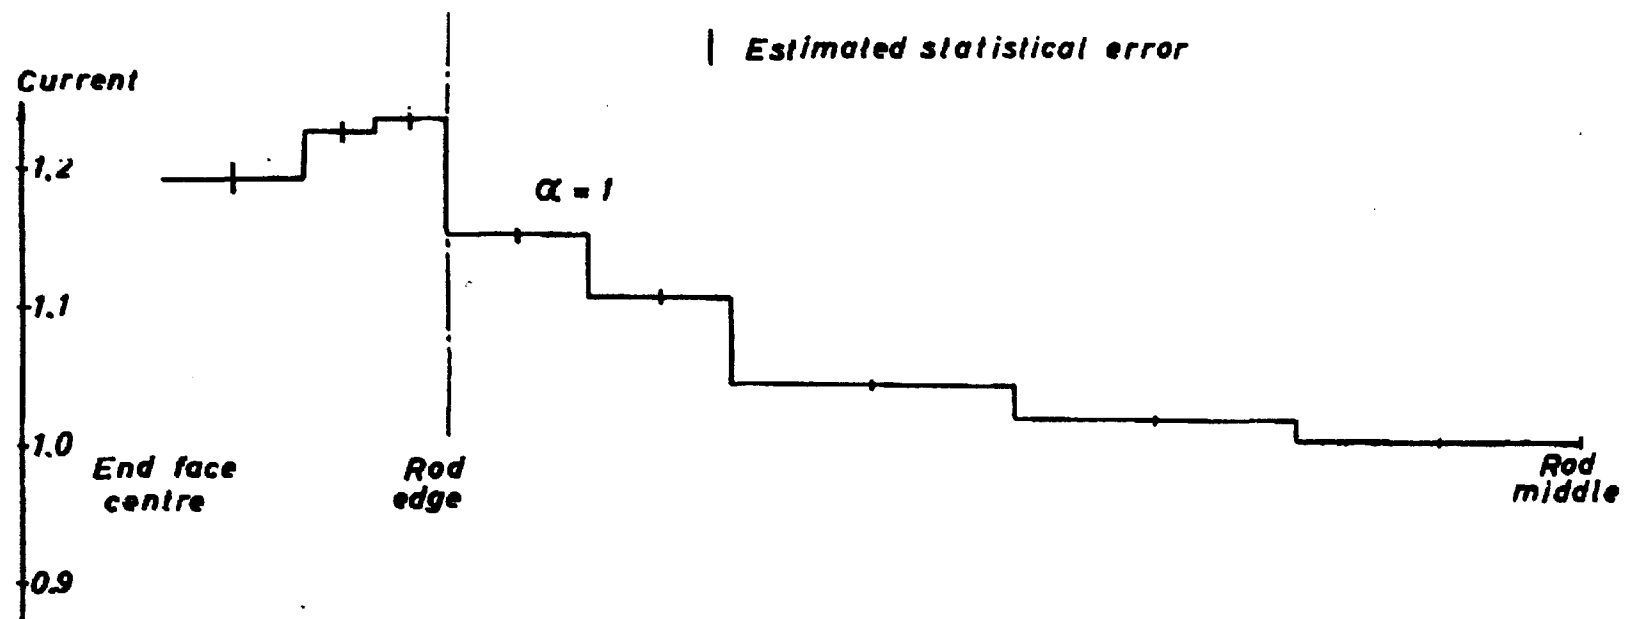 Estimated statistical error
Current
1.2
α = 1
1.1
1.0
End face
centre
Rod
edge
Rod
middle
0.9